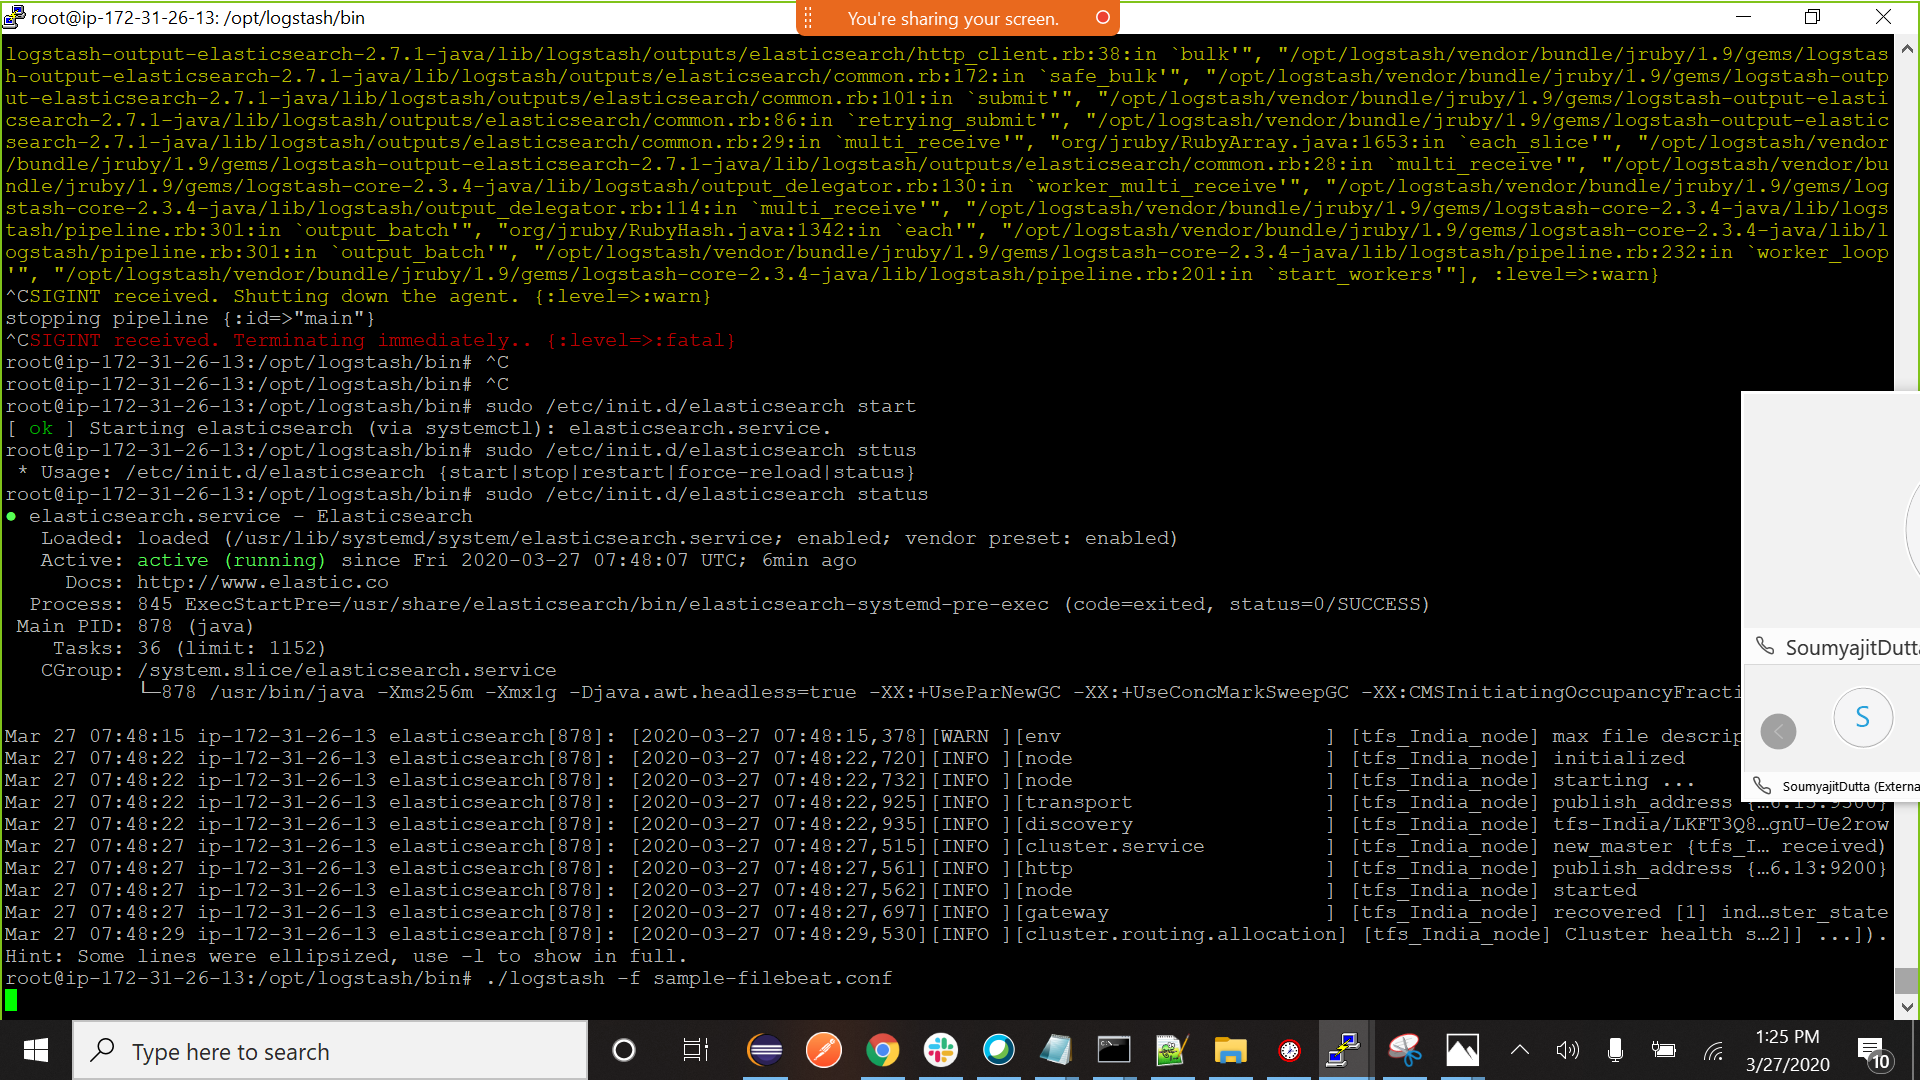 root@ip-172-31-26-13: /opt/logstash/bin
You're sharing your screen.
logstash-output-elasticsearch-2.7.1-java/lib/logstash/outputs/elasticsearch/http_client.rb:38:in `bulk'", "/opt/logstash/vendor/bundle/jruby/1.9/gems/logstas
h-output-elasticsearch-2.7.1-java/lib/logstash/outputs/elasticsearch/common.rb:172:in `safe_bulk'", "/opt/logstash/vendor/bundle/jruby/1.9/gems/logstash-outp
ut-elasticsearch-2.7.1-java/lib/logstash/outputs/elasticsearch/common.rb:101:in `submit'", "/opt/logstash/vendor/bundle/jruby/1.9/gems/logstash-output-elasti
csearch-2.7.1-java/lib/logstash/outputs/elasticsearch/common.rb:86:in `retrying_submit'", "/opt/logstash/vendor/bundle/jruby/1.9/gems/logstash-output-elastic
search-2.7.1-java/lib/logstash/outputs/elasticsearch/common.rb:29:in `multi_receive'", "org/jruby/RubyArray.java:1653:in `each_slice'", "/opt/logstash/vendor
/bundle/jruby/1.9/gems/logstash-output-elasticsearch-2.7.1-java/lib/logstash/outputs/elasticsearch/common.rb:28:in `multi_receive'", "/opt/logstash/vendor/bu
ndle/jruby/1.9/gems/logstash-core-2.3.4-java/lib/logstash/output_delegator.rb:130:in `worker_multi_receive'", "/opt/logstash/vendor/bundle/jruby/1.9/gems/log
stash-core-2.3.4-java/lib/logstash/output_delegator.rb:114:in `multi_receive'", "/opt/logstash/vendor/bundle/jruby/1.9/gems/logstash-core-2.3.4-java/lib/logs
tash/pipeline.rb:301:in `output_batch'", "org/jruby/RubyHash.java:1342:in `each'", "/opt/logstash/vendor/bundle/jruby/1.9/gems/logstash-core-2.3.4-java/lib/l
ogstash/pipeline.rb:301:in `output_batch'", "/opt/logstash/vendor/bundle/jruby/1.9/gems/logstash-core-2.3.4-java/lib/logstash/pipeline.rb:232:in `worker_loop
'", "/opt/logstash/vendor/bundle/jruby/1.9/gems/logstash-core-2.3.4-java/lib/logstash/pipeline.rb:201:in `start_workers'"], :level=>:warn}
^CSIGINT received. Shutting down the agent. {:level=>:warn}
stopping pipeline {:id=>"main"}
^CSIGINT received. Terminating immediately.. {:level=>:fatal}
root@ip-172-31-26-13:/opt/logstash/bin# ^C
root@ip-172-31-26-13:/opt/logstash/bin# ^C
root@ip-172-31-26-13:/opt/logstash/bin# sudo /etc/init.d/elasticsearch start
[ ok ] Starting elasticsearch (via systemctl): elasticsearch.service.
root@ip-172-31-26-13:/opt/logstash/bin# sudo /etc/init.d/elasticsearch sttus
* Usage: /etc/init.d/elasticsearch {start|stop|restart|force-reload|status}
root@ip-172-31-26-13:/opt/logstash/bin# sudo /etc/init.d/elasticsearch status
● elasticsearch.service - Elasticsearch
Loaded: loaded (/usr/lib/systemd/system/elasticsearch.service; enabled; vendor preset: enabled)
Active: active (running) since Fri 2020-03-27 07:48:07 UTC; 6min ago
Docs: http://www.elastic.co
Process: 845 ExecStartPre=/usr/share/elasticsearch/bin/elasticsearch-systemd-pre-exec (code=exited, status=0/SUCCESS)
Main PID: 878 (java)
Tasks: 36 (limit: 1152)
CGroup: /system.slice/elasticsearch.service
└─878 /usr/bin/java -Xms256m -Xmx1g -Djava.awt.headless=true -XX:+UseParNewGC -XX:+UseConcMarkSweepGC -XX:CMSInitiatingOccupancyFracti
Mar 27 07:48:15 ip-172-31-26-13 elasticsearch[878]: [2020-03-27 07:48:15,378][WARN ][env ] [tfs_India_node] max file descrip
Mar 27 07:48:22 ip-172-31-26-13 elasticsearch[878]: [2020-03-27 07:48:22,720][INFO ][node ] [tfs_India_node] initialized
Mar 27 07:48:22 ip-172-31-26-13 elasticsearch[878]: [2020-03-27 07:48:22,732][INFO ][node ] [tfs_India_node] starting ...
Mar 27 07:48:22 ip-172-31-26-13 elasticsearch[878]: [2020-03-27 07:48:22,925][INFO ][transport ] [tfs_India_node] publish_address {…6.13:9300}
Mar 27 07:48:22 ip-172-31-26-13 elasticsearch[878]: [2020-03-27 07:48:22,935][INFO ][discovery ] [tfs_India_node] tfs-India/LKFT3Q8…gnU-Ue2row
Mar 27 07:48:27 ip-172-31-26-13 elasticsearch[878]: [2020-03-27 07:48:27,515][INFO ][cluster.service ] [tfs_India_node] new_master {tfs_I… received)
Mar 27 07:48:27 ip-172-31-26-13 elasticsearch[878]: [2020-03-27 07:48:27,561][INFO ][http ] [tfs_India_node] publish_address {…6.13:9200}
Mar 27 07:48:27 ip-172-31-26-13 elasticsearch[878]: [2020-03-27 07:48:27,562][INFO ][node ] [tfs_India_node] started
Mar 27 07:48:27 ip-172-31-26-13 elasticsearch[878]: [2020-03-27 07:48:27,697][INFO ][gateway ] [tfs_India_node] recovered [1] ind…ster_state
Mar 27 07:48:29 ip-172-31-26-13 elasticsearch[878]: [2020-03-27 07:48:29,530][INFO ][cluster.routing.allocation] [tfs_India_node] Cluster health s…2]] ...]).
Hint: Some lines were ellipsized, use -l to show in full.
root@ip-172-31-26-13:/opt/logstash/bin# ./logstash -f sample-filebeat.conf
SoumyajitDutta
S
SoumyajitDutta (Externa
Type here to search
1:25 PM
3/27/2020
10